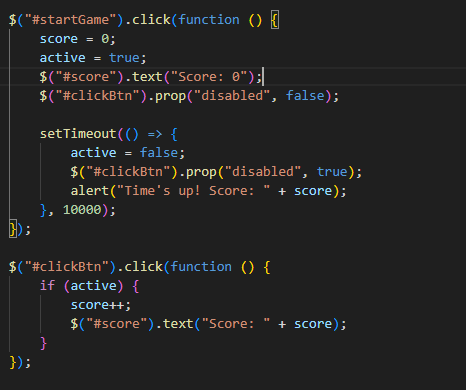 $("#startGame").click(function () {
    score = 0;
    active = true;
    $("#score").text("Score: 0");
    $("#clickBtn").prop("disabled", false);

    setTimeout(() => {
        active = false;
        $("#clickBtn").prop("disabled", true);
        alert("Time's up! Score: " + score);
    }, 10000);
});

$("#clickBtn").click(function () {
    if (active) {
        score++;
        $("#score").text("Score: " + score);
    }
});